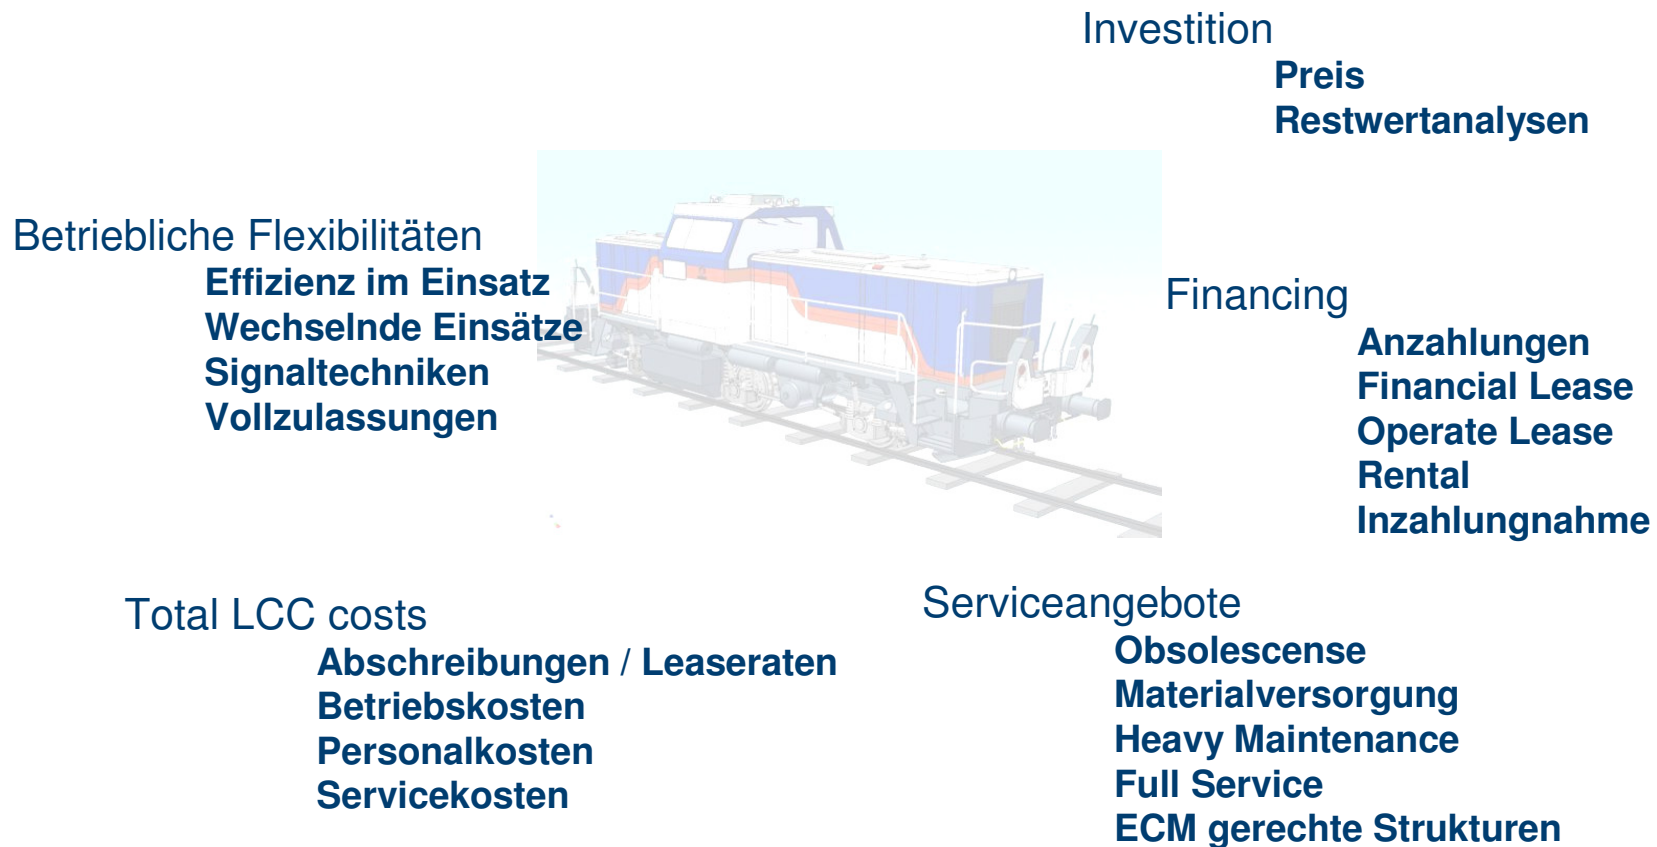 Investition
Preis
Restwertanalysen
Betriebliche Flexibilitäten
Effizienz im Einsatz
Wechselnde Einsätze
Signaltechniken
Vollzulassungen
Financing
Anzahlungen
Financial Lease
Operate Lease
Rental
Inzahlungnahme
Total LCC costs
Abschreibungen / Leaseraten
Betriebskosten
Personalkosten
Servicekosten
Serviceangebote
Obsolescense
Materialversorgung
Heavy Maintenance
Full Service
ECM gerechte Strukturen